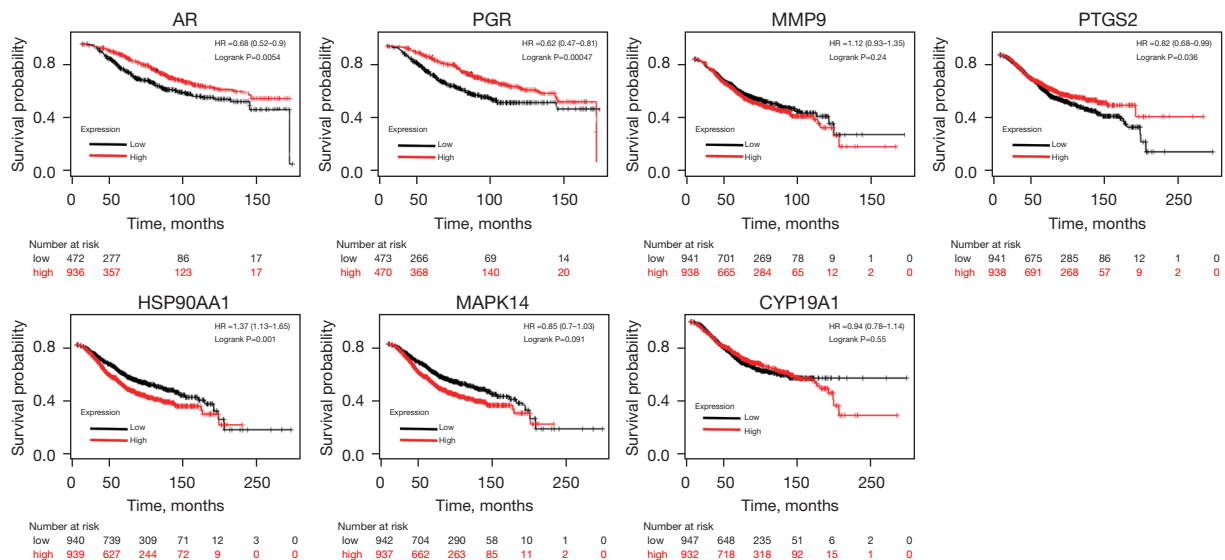 AR
Survival probability
0.8
0.4
0.0
HR =0.68 (0.52–0.9)
Logrank P=0.0054
Expression
Low
High
0 50 100 150
Time, months
Number at risk
low 472 277 86 17
high 936 357 123 17
PGR
Survival probability
0.8
0.4
0.0
HR =0.62 (0.47–0.81)
Logrank P=0.00047
Expression
Low
High
0 50 100 150
Time, months
Number at risk
low 473 266 69 14
high 470 368 140 20
MMP9
Survival probability
0.8
0.4
0.0
HR =1.12 (0.93–1.35)
Logrank P=0.24
Expression
Low
High
0 50 100 150
Time, months
Number at risk
low 941 701 269 78 9 1 0
high 938 665 284 65 12 2 0
PTGS2
Survival probability
0.8
0.4
0.0
HR =0.82 (0.68–0.99)
Logrank P=0.036
Expression
Low
High
0 50 150 250
Time, months
Number at risk
low 941 675 285 86 12 1 0
high 938 691 268 57 9 2 0
HSP90AA1
Survival probability
0.8
0.4
0.0
HR =1.37 (1.13–1.65)
Logrank P=0.001
Expression
Low
High
0 50 150 250
Time, months
Number at risk
low 940 739 309 71 12 3 0
high 939 627 244 72 9 0 0
MAPK14
Survival probability
0.8
0.4
0.0
HR =0.85 (0.7–1.03)
Logrank P=0.091
Expression
Low
High
0 50 150 250
Time, months
Number at risk
low 942 704 290 58 10 1 0
high 937 662 263 85 11 2 0
CYP19A1
Survival probability
0.8
0.4
0.0
HR =0.94 (0.78–1.14)
Logrank P=0.55
Expression
Low
High
0 50 150 250
Time, months
Number at risk
low 947 648 235 51 6 2 0
high 932 718 318 92 15 1 0